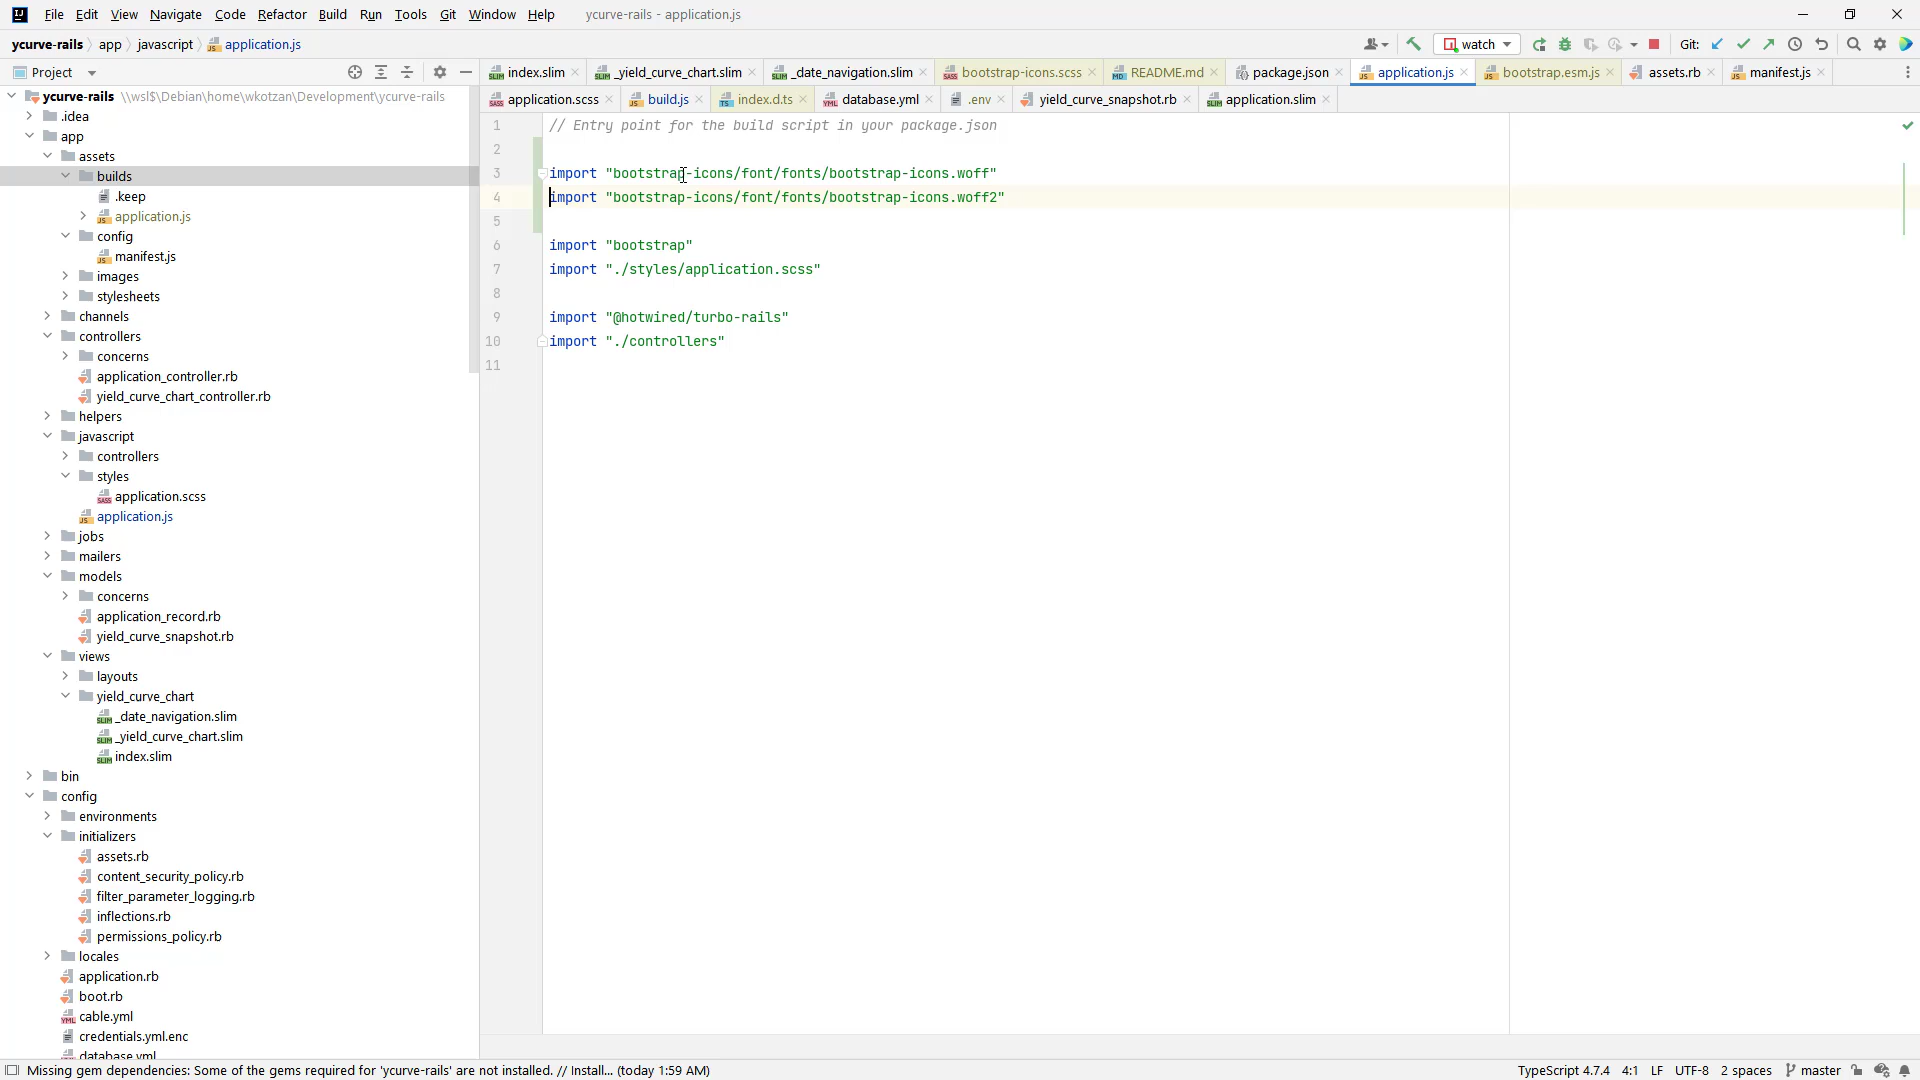 File Edit View Navigate Code Refactor Build Run Tools Git Window Help ycurve-rails - application.js
ycurve-rails app javascript application.js watch Git:
Project
index.slim _yield_curve_chart.slim _date_navigation.slim bootstrap-icons.scss README.md package.json application.js bootstrap.esm.js assets.rb manifest.js
application.scss build.js index.d.ts database.yml .env yield_curve_snapshot.rb application.slim
ycurve-rails \\wsl$\Debian\home\wkotzan\Development\ycurve-rails
.idea
app
assets
builds
.keep
application.js
config
manifest.js
images
stylesheets
channels
controllers
concerns
application_controller.rb
yield_curve_chart_controller.rb
helpers
javascript
controllers
styles
application.scss
application.js
jobs
mailers
models
concerns
application_record.rb
yield_curve_snapshot.rb
views
layouts
yield_curve_chart
_date_navigation.slim
_yield_curve_chart.slim
index.slim
bin
config
environments
initializers
assets.rb
content_security_policy.rb
filter_parameter_logging.rb
inflections.rb
permissions_policy.rb
locales
application.rb
boot.rb
cable.yml
credentials.yml.enc
database.yml
1 // Entry point for the build script in your package.json
2
3 import "bootstrap-icons/font/fonts/bootstrap-icons.woff"
4 import "bootstrap-icons/font/fonts/bootstrap-icons.woff2"
5
6 import "bootstrap"
7 import "./styles/application.scss"
8
9 import "@hotwired/turbo-rails"
10 import "./controllers"
11
Missing gem dependencies: Some of the gems required for 'ycurve-rails' are not installed. // Install... (today 1:59 AM) TypeScript 4.7.4 4:1 LF UTF-8 2 spaces master